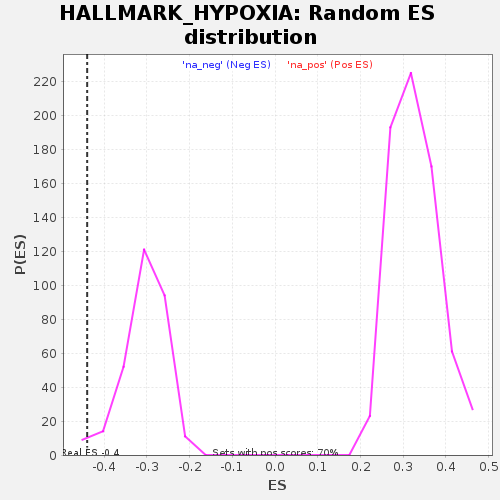 HALLMARK_HYPOXIA: Random ES
distribution
'na_neg' (Neg ES) 'na_pos' (Pos ES)
220
200
180
160
140
120
100
80
60
40
20
0
P(ES)
Real ES -0.4
Sets with pos scores: 70%
-0.4 -0.3 -0.2 -0.1 0.0 0.1 0.2 0.3 0.4 0.5
ES